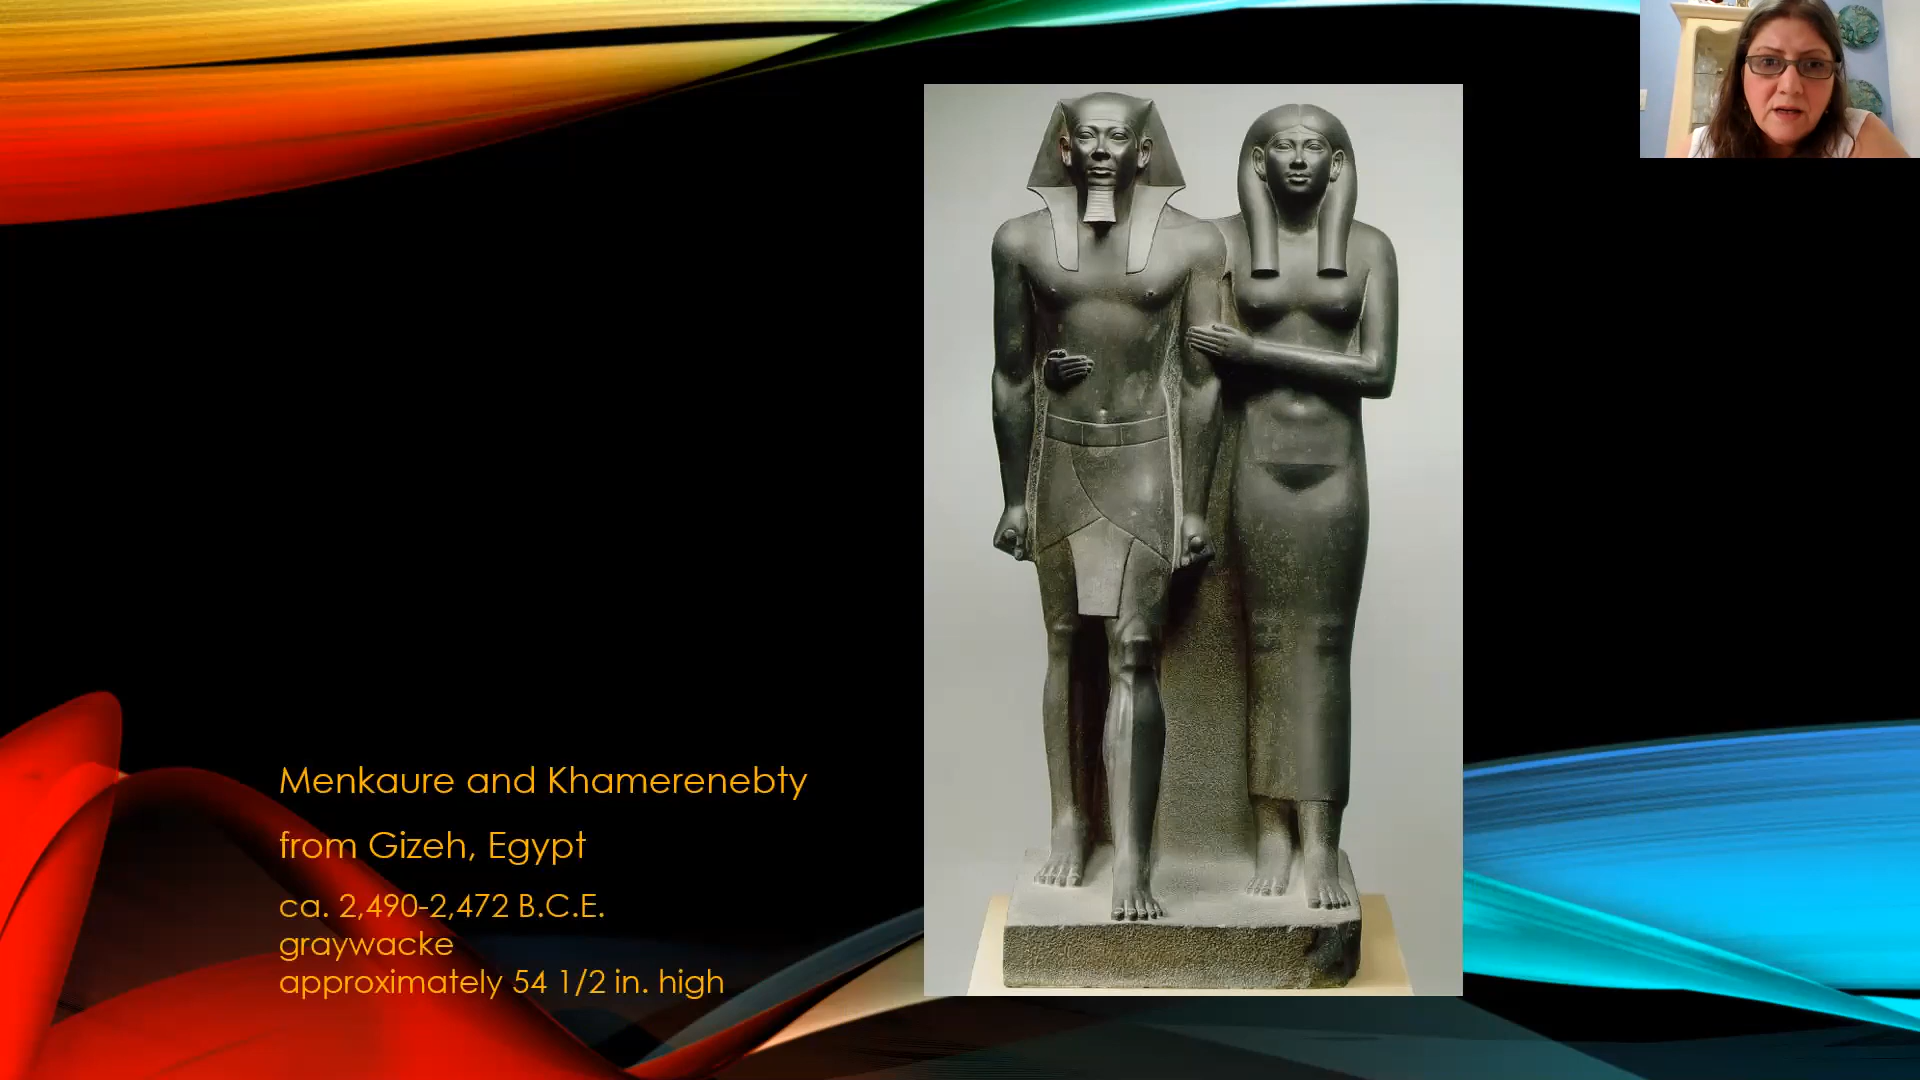 Menkaure and Khamerenebty
from Gizeh, Egypt
ca. 2,490-2,472 B.C.E.
graywacke
approximately 54 1/2 in. high